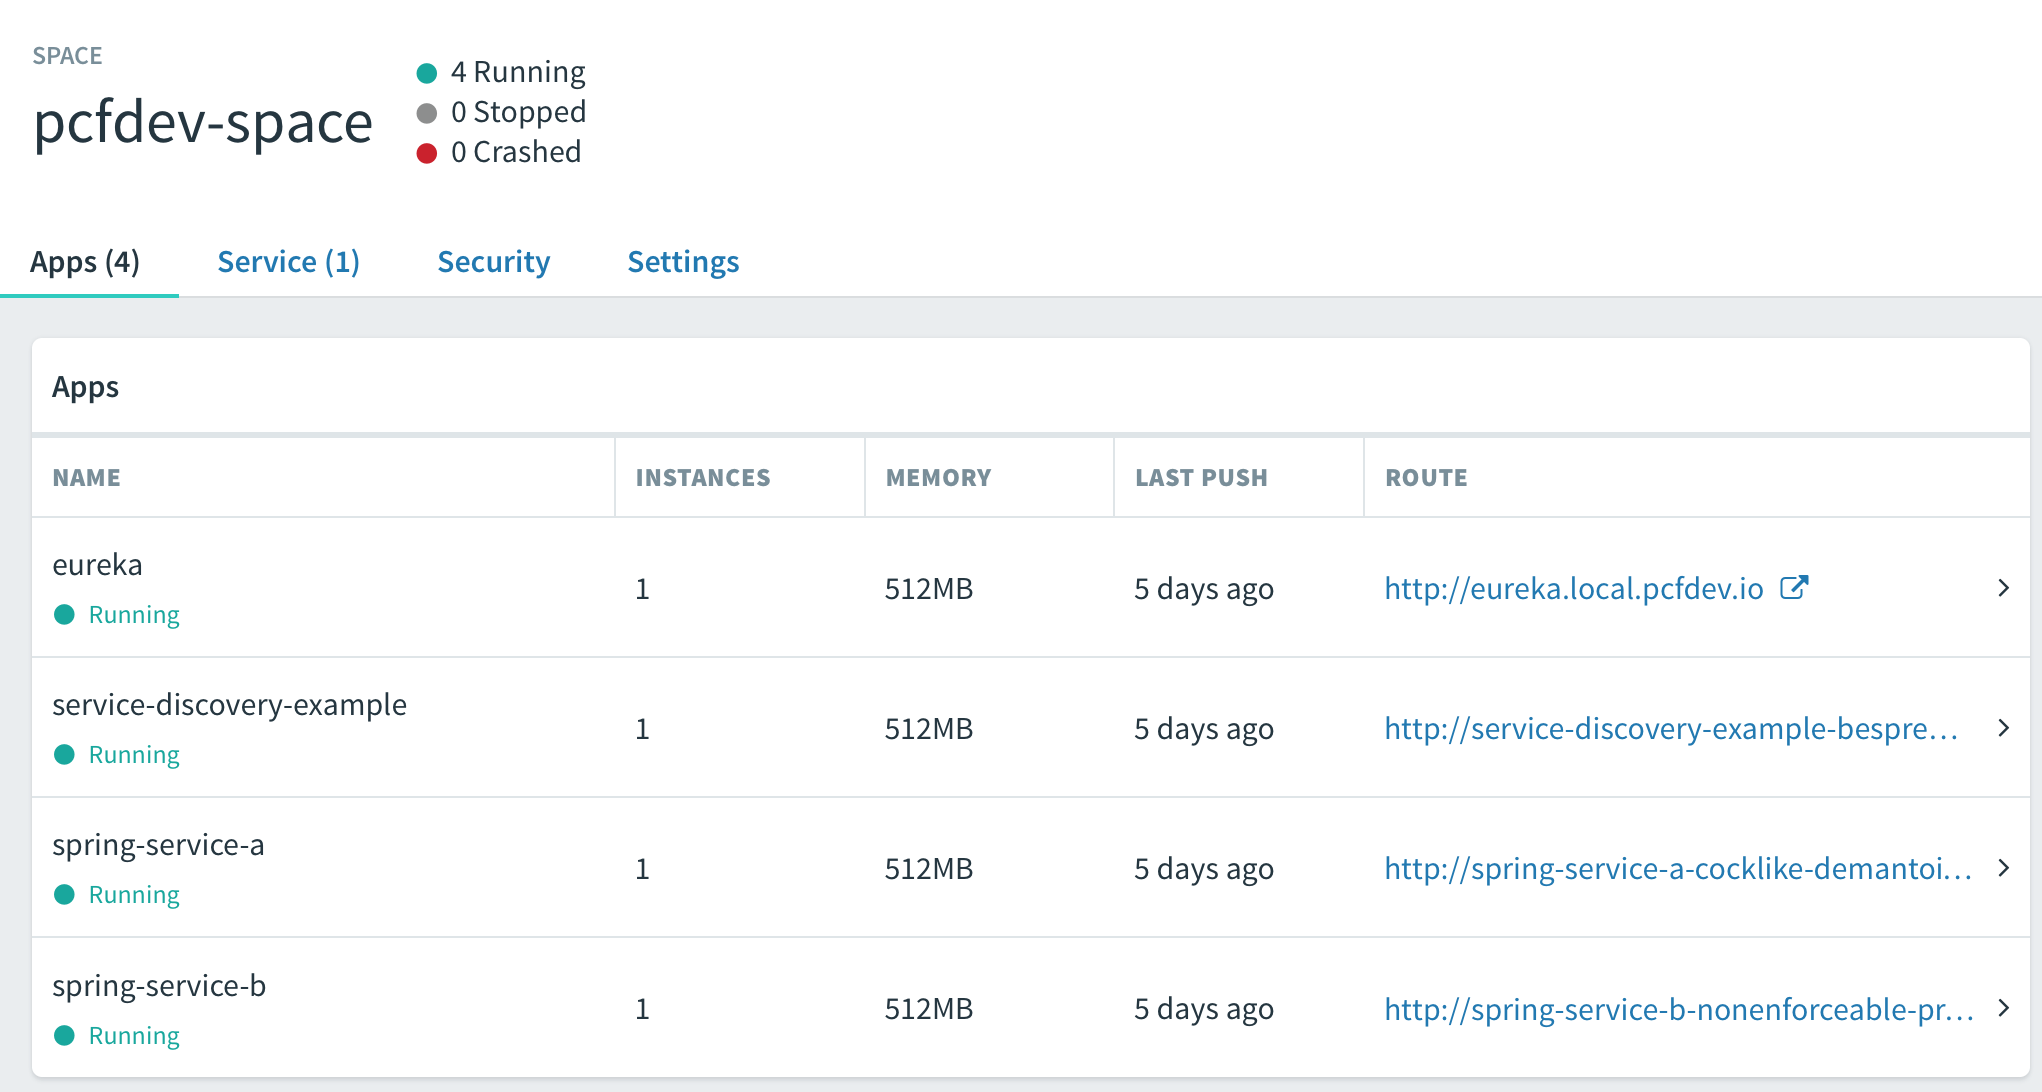 SPACE
pcfdev-space
4 Running
0 Stopped
0 Crashed
Apps (4) Service (1) Security Settings
Apps
NAME INSTANCES MEMORY LAST PUSH ROUTE
eureka
Running
1 512MB 5 days ago http://eureka.local.pcfdev.io
service-discovery-example
Running
1 512MB 5 days ago http://service-discovery-example-bespre…
spring-service-a
Running
1 512MB 5 days ago http://spring-service-a-cocklike-demantoi…
spring-service-b
Running
1 512MB 5 days ago http://spring-service-b-nonenforceable-pr…